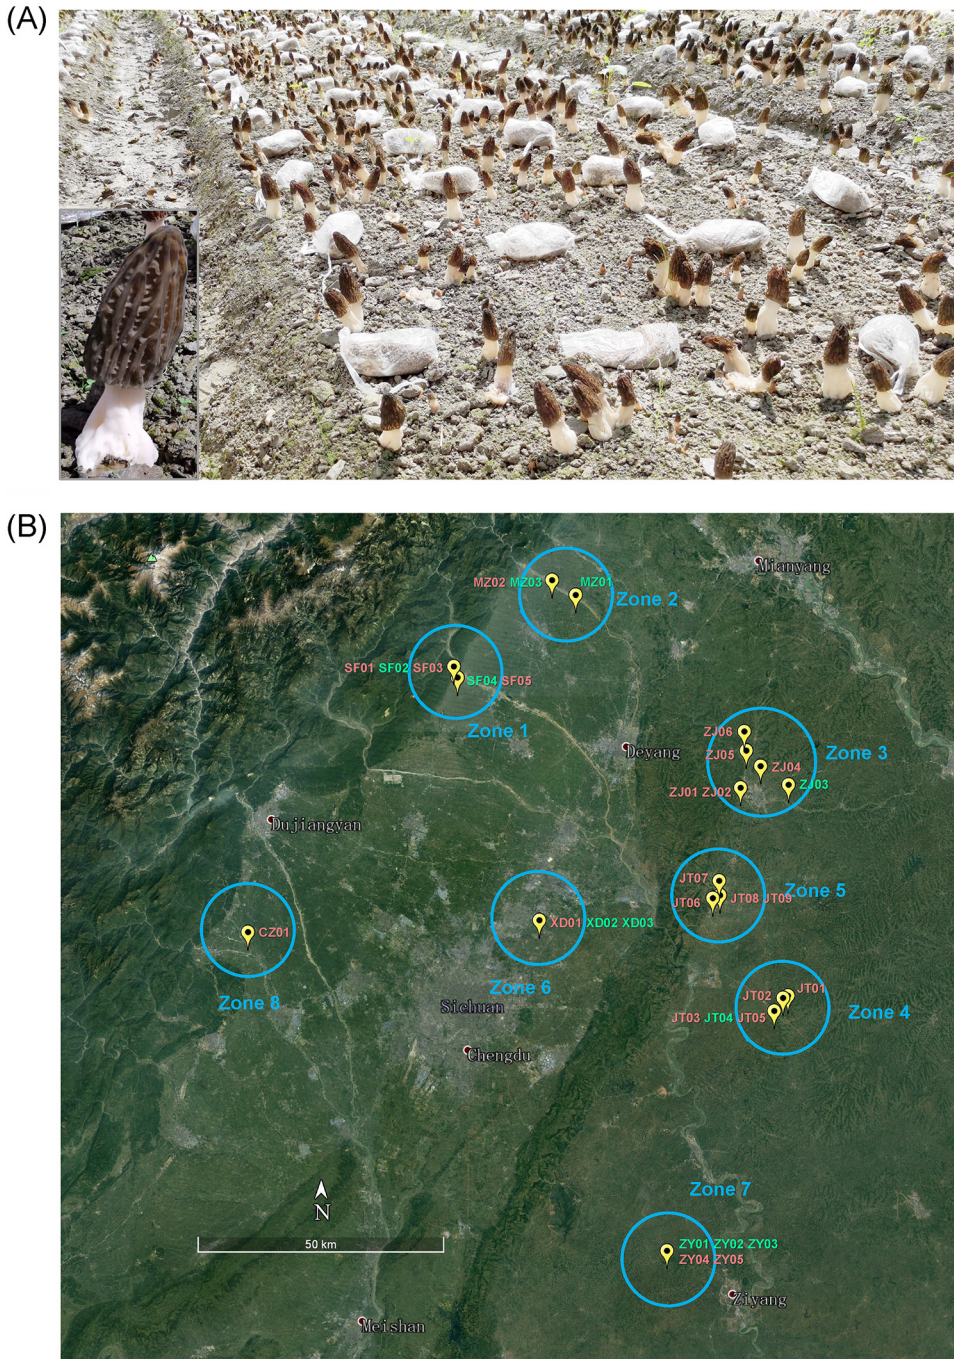 (A)
(B)
Mianyang
MZ02 MZ03 MZ01
Zone 2
SF01 SF02 SF03
SF04 SF05
Zone 1
ZJ06
Deyang
ZJ05
Zone 3
ZJ04
ZJ01 ZJ02
ZJ03
Dujiangyan
JT07
Zone 5
JT06
JT08 JT09
XD01 XD02 XD03
CZ01
Zone 6
JT02
JT01
Zone 8
Sichuan
Zone 4
JT03 JT04 JT05
Chengdu
Zone 7
N
50 km
ZY01 ZY02 ZY03
ZY04 ZY05
Ziyang
Meishan